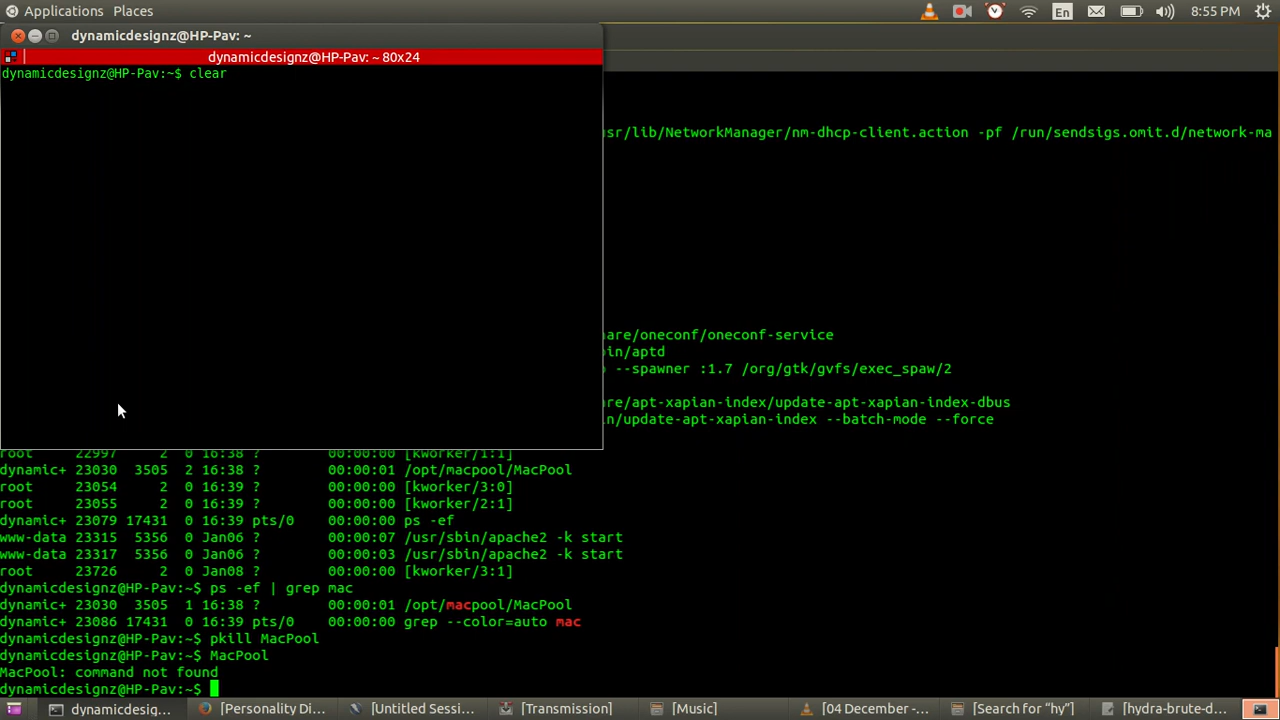 Applications Places En 8:55 PM
dynamicdesignz@HP-Pav: ~
dynamicdesignz@HP-Pav: ~ 80x24
dynamicdesignz@HP-Pav:~$ clear
usr/lib/NetworkManager/nm-dhcp-client.action -pf /run/sendsigs.omit.d/network-ma
are/oneconf/oneconf-service
in/aptd
--spawner :1.7 /org/gtk/gvfs/exec_spaw/2
are/apt-xapian-index/update-apt-xapian-index-dbus
n/update-apt-xapian-index --batch-mode --force
root 22997 2 0 16:38 ? 00:00:00 [kworker/1:1]
dynamic+ 23030 3505 2 16:38 ? 00:00:01 /opt/macpool/MacPool
root 23054 2 0 16:39 ? 00:00:00 [kworker/3:0]
root 23055 2 0 16:39 ? 00:00:00 [kworker/2:1]
dynamic+ 23079 17431 0 16:39 pts/0 00:00:00 ps -ef
www-data 23315 5356 0 Jan06 ? 00:00:07 /usr/sbin/apache2 -k start
www-data 23317 5356 0 Jan06 ? 00:00:03 /usr/sbin/apache2 -k start
root 23726 2 0 Jan08 ? 00:00:00 [kworker/3:1]
dynamicdesignz@HP-Pav:~$ ps -ef | grep mac
dynamic+ 23030 3505 1 16:38 ? 00:00:01 /opt/macpool/MacPool
dynamic+ 23086 17431 0 16:39 pts/0 00:00:00 grep --color=auto mac
dynamicdesignz@HP-Pav:~$ pkill MacPool
dynamicdesignz@HP-Pav:~$ MacPool
MacPool: command not found
dynamicdesignz@HP-Pav:~$
dynamicdesignz... [Personality Di... [Untitled Sessi... [Transmission] [Music] [04 December -... [Search for “hy”] [hydra-brute-d...